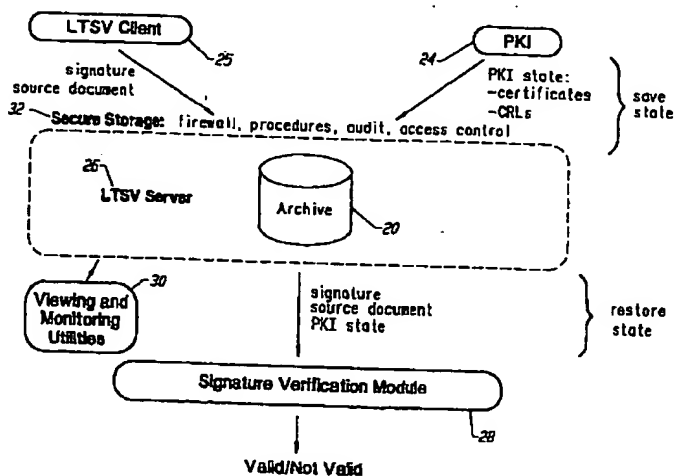 LTSV Client
25
signature
source document
24
PKI
PKI state:
-certificates
-CRLs
save
state
32
Secure Storage: firewall, procedures, audit, access control
26
LTSV Server
Archive
20
30
Viewing and
Monitoring
Utilities
signature
source document
PKI state
restore
state
Signature Verification Module
28
Valid/Not Valid